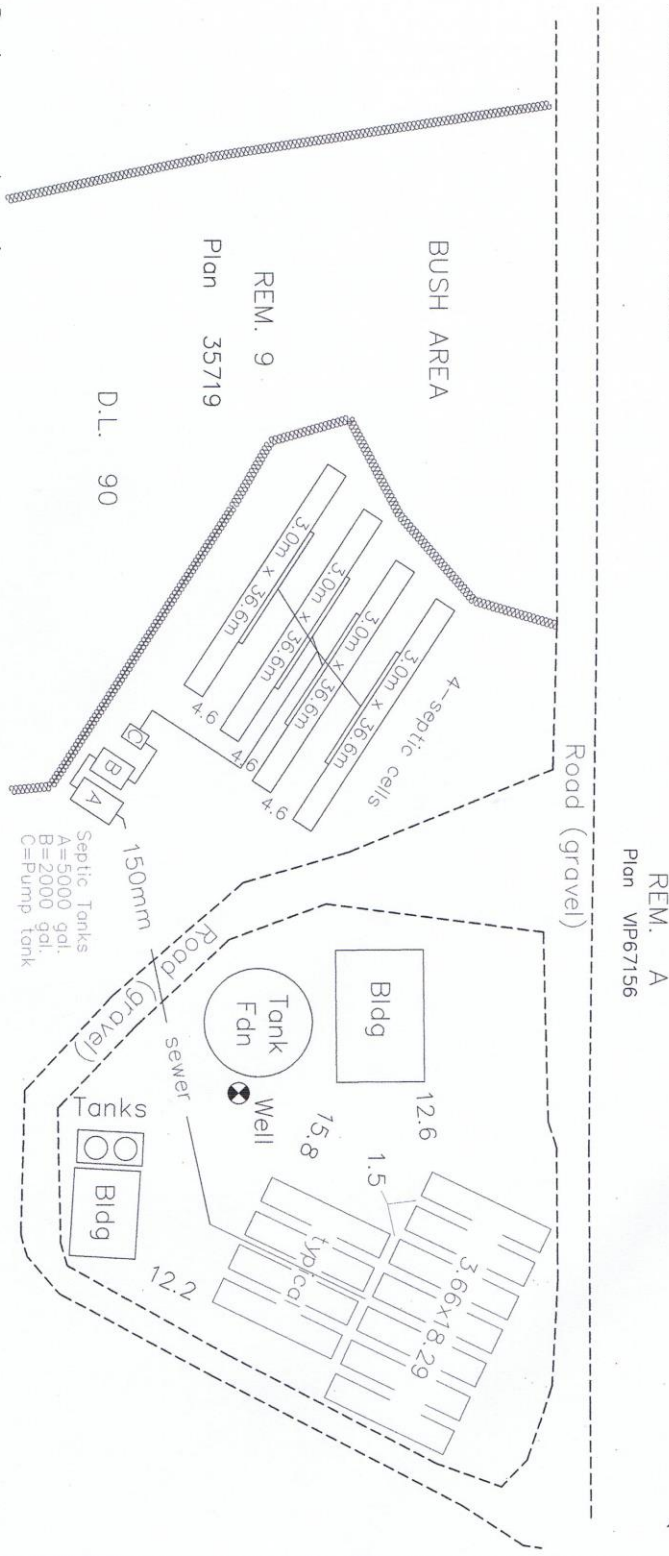 REM. A
Plan VIP67156
Road (gravel)
BUSH AREA
REM. 9
Plan 35719
D.L. 90
4-septic cells
3.0m x 36.6m
3.0m x 36.6m
3.0m x 36.6m
3.0m x 36.6m
4.6
4.6
4.6
C
B
A
Septic Tanks
A=5000 gal.
B=2000 gal.
C=Pump tank
150mm
sewer
Road (gravel)
Bldg
Tank
Fdn
Well
12.6
15.8
1.5
3.66x18.29
typical
Tanks
Bldg
12.2